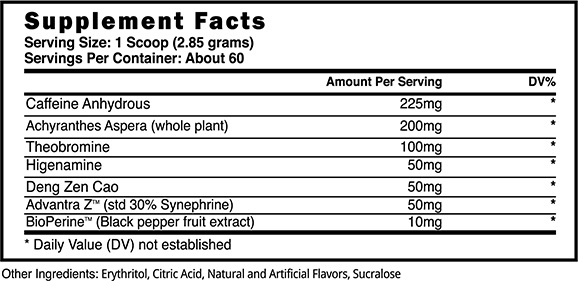 Supplement Facts
Serving Size: 1 Scoop (2.85 grams)
Servings Per Container: About 60
Amount Per Serving DV%
Caffeine Anhydrous 225mg *
Achyranthes Aspera (whole plant) 200mg *
Theobromine 100mg *
Higenamine 50mg *
Deng Zen Cao 50mg *
Advantra Z™ (std 30% Synephrine) 50mg *
BioPerine™ (Black pepper fruit extract) 10mg *
* Daily Value (DV) not established
Other Ingredients: Erythritol, Citric Acid, Natural and Artificial Flavors, Sucralose